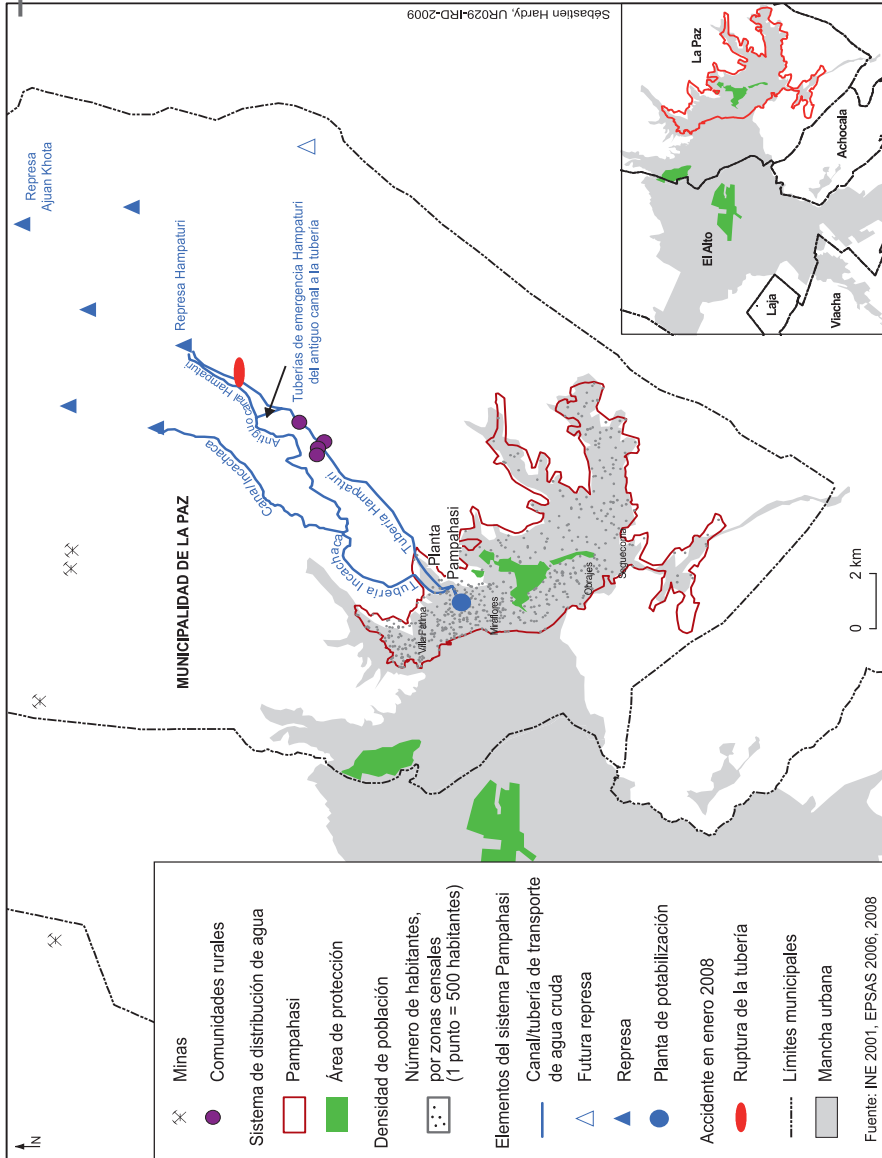 N
Minas
Comunidades rurales
Sistema de distribución de agua
Pampahasi
Área de protección
Densidad de población
Número de habitantes,
por zonas censales
(1 punto = 500 habitantes)
Elementos del sistema Pampahasi
Canal/tubería de transporte
de agua cruda
Futura represa
Represa
Planta de potabilización
Accidente en enero 2008
Ruptura de la tubería
Límites municipales
Mancha urbana
Fuente: INE 2001, EPSAS 2006, 2008
MUNICIPALIDAD DE LA PAZ
Represa
Ajuan Khota
Represa Hampaturi
Canal Incachaca
Antiguo canal Hampaturi
Tuberías de emergencia Hampaturi
del antiguo canal a la tubería
Tubería Incachaca
Tubería Hampaturi
Planta
Pampahasi
Villa Fatima
Miraflores
Obrajes
Seguecoma
0 2 km
La Paz
El Alto
Achocala
Laja
Viacha
Sébastien Hardy, UR029-IRD-2009